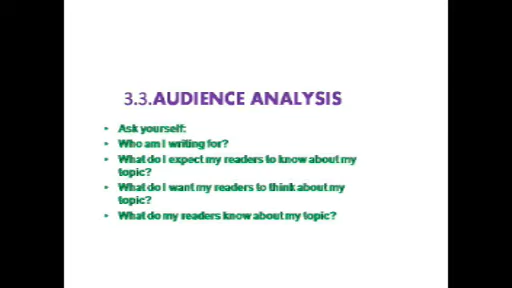 3.3.AUDIENCE ANALYSIS
• Ask yourself:
• Who am I writing for?
• What do I expect my readers to know about my
topic?
• What do I want my readers to think about my
topic?
• What do my readers know about my topic?